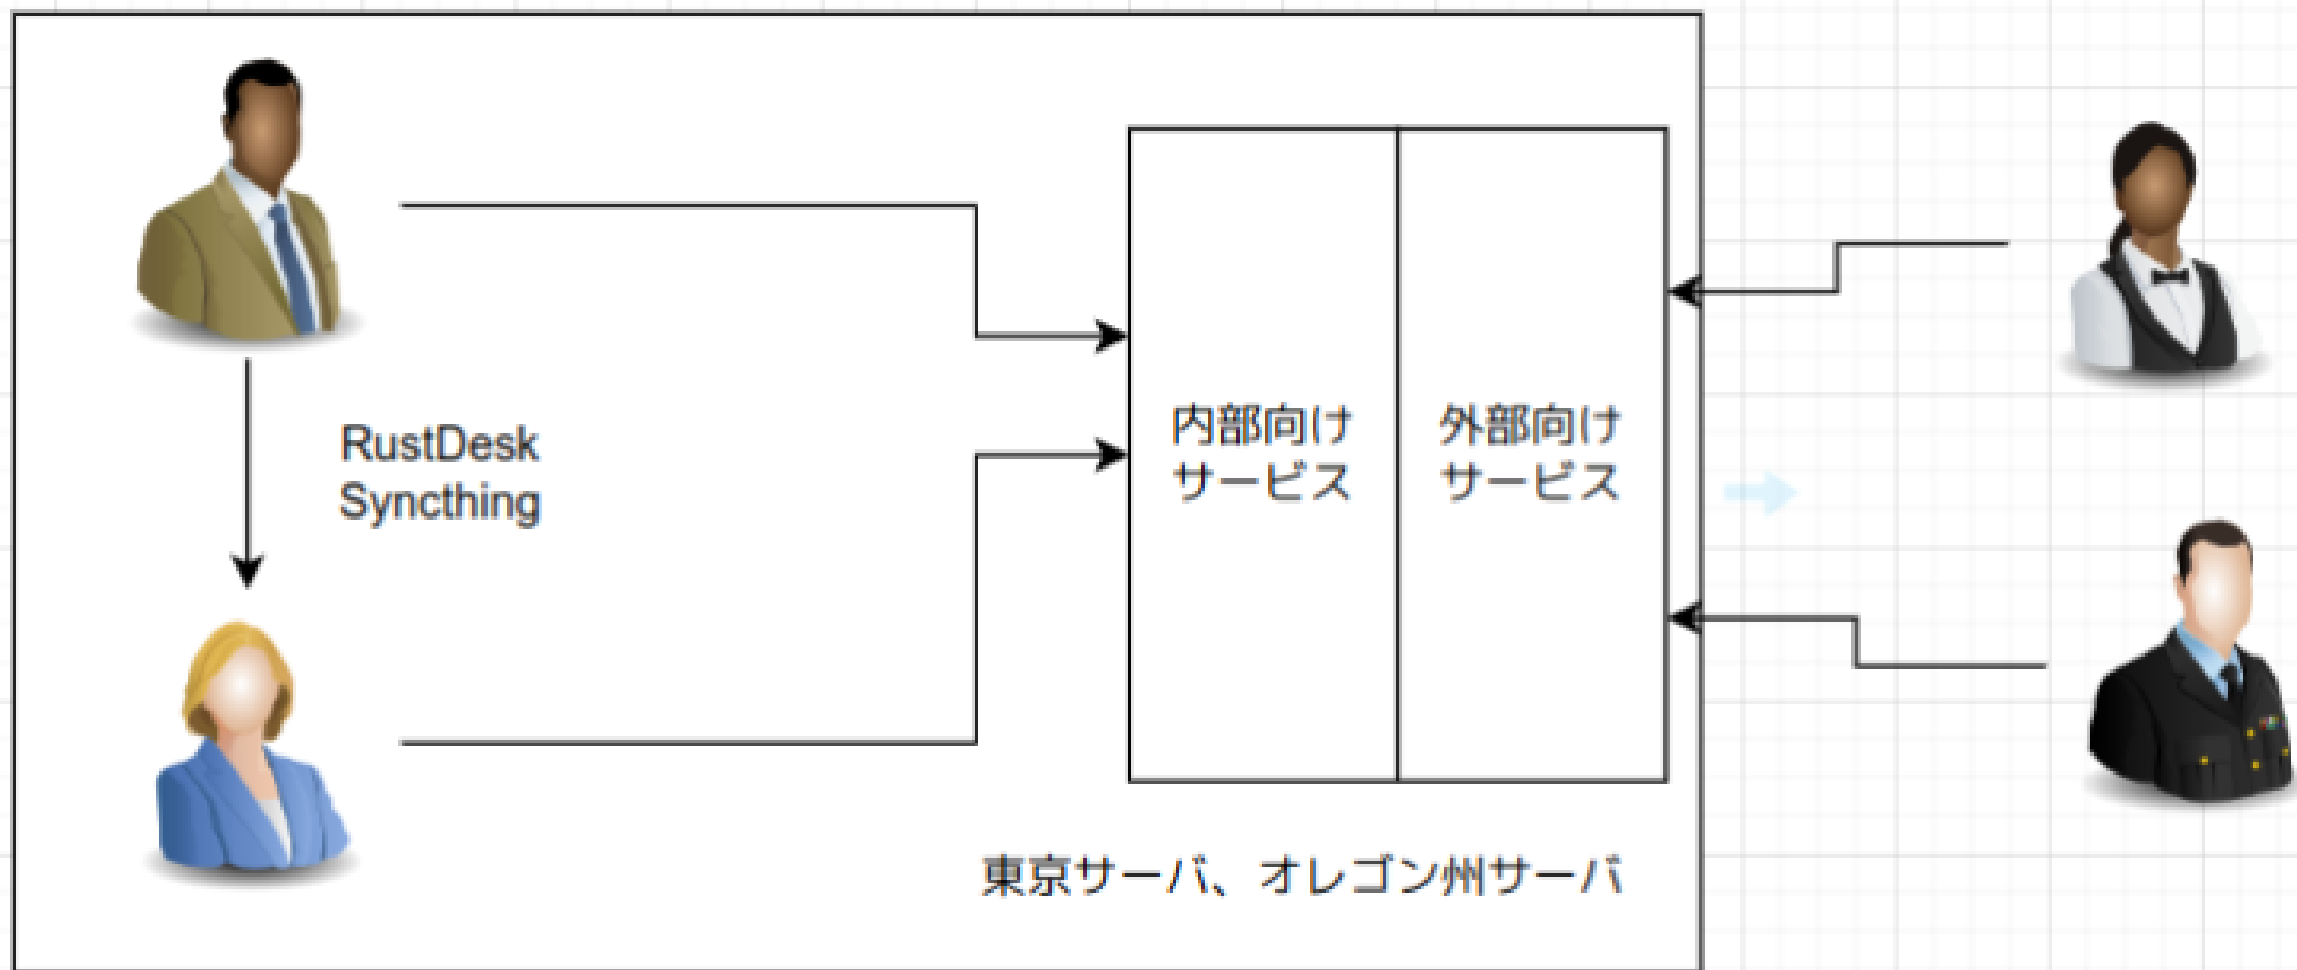 RustDesk
Syncthing
内部向け
サービス
外部向け
サービス
東京サーバ、オレゴン州サーバ